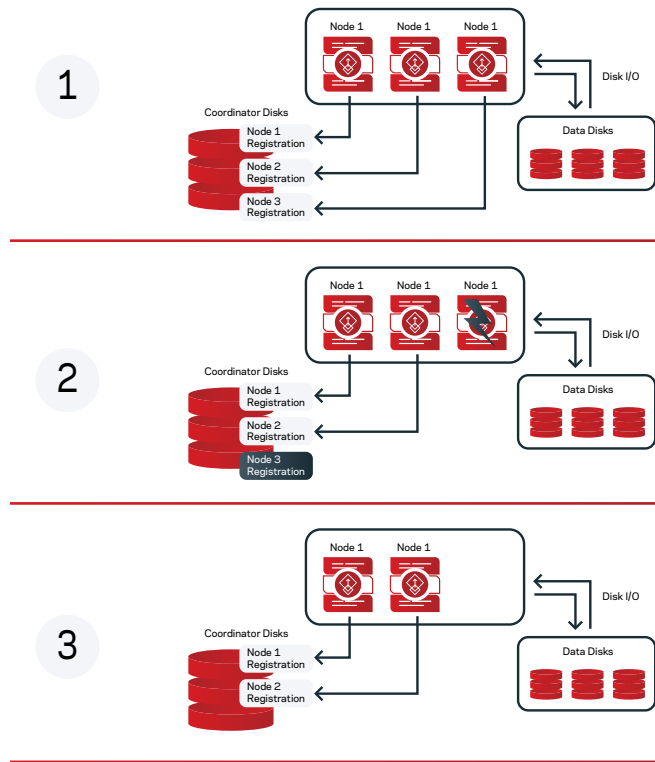 1
Node 1
Node 1
Node 1
Disk I/O
Coordinator Disks
Node 1
Registration
Node 2
Registration
Node 3
Registration
Data Disks
2
Node 1
Node 1
Node 1
Disk I/O
Coordinator Disks
Node 1
Registration
Node 2
Registration
Node 3
Registration
Data Disks
3
Node 1
Node 1
Disk I/O
Coordinator Disks
Node 1
Registration
Node 2
Registration
Data Disks